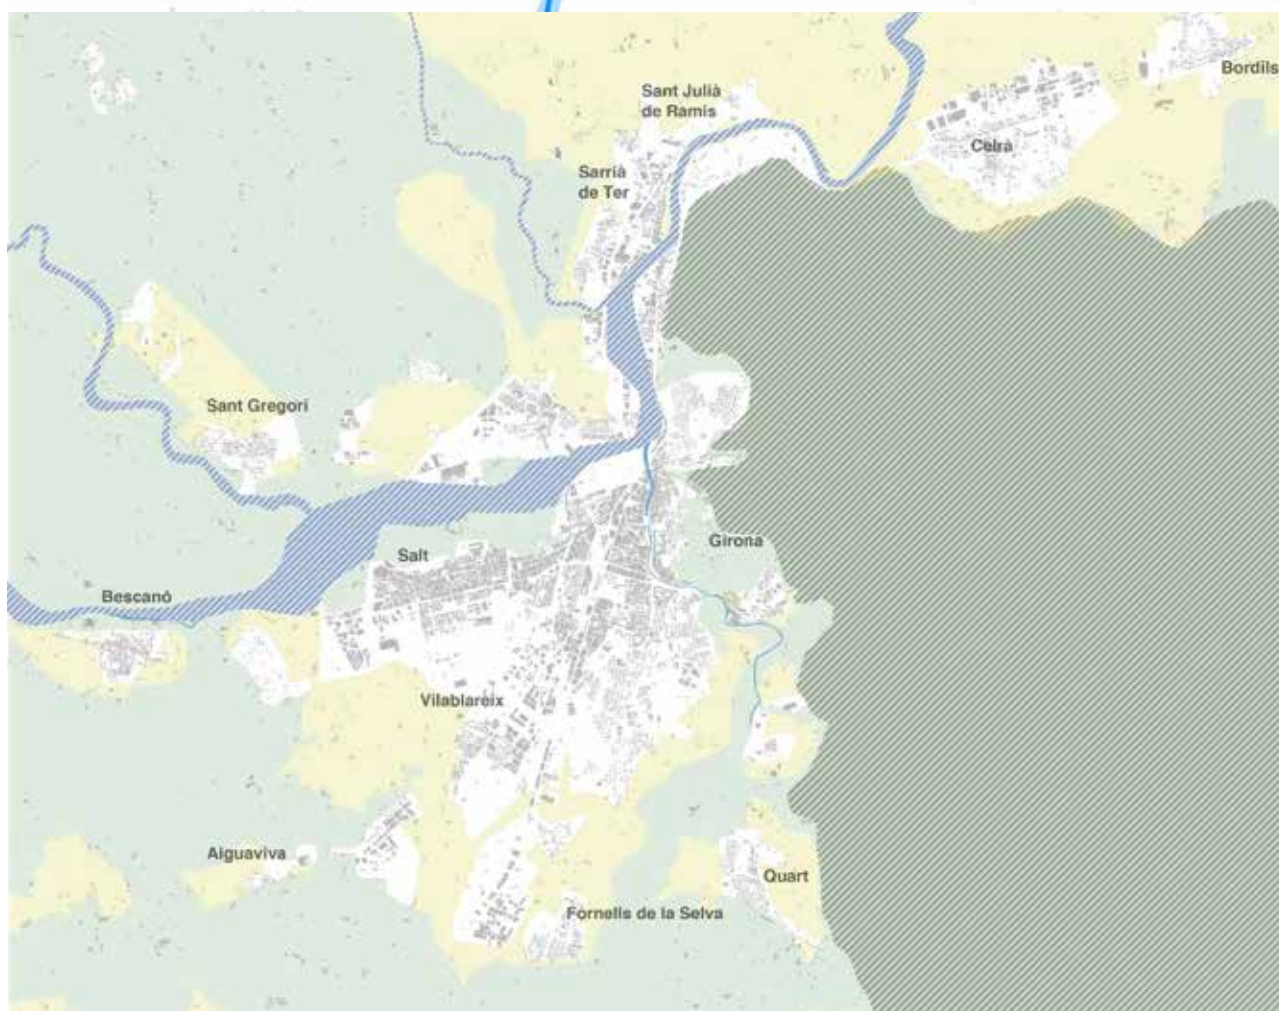 Bordils
Sant Julià
de Ramis
Celrà
Sarrià
de Ter
Sant Gregori
Girona
Salt
Bescanó
Vilablareix
Aiguaviva
Quart
Fornells de la Selva